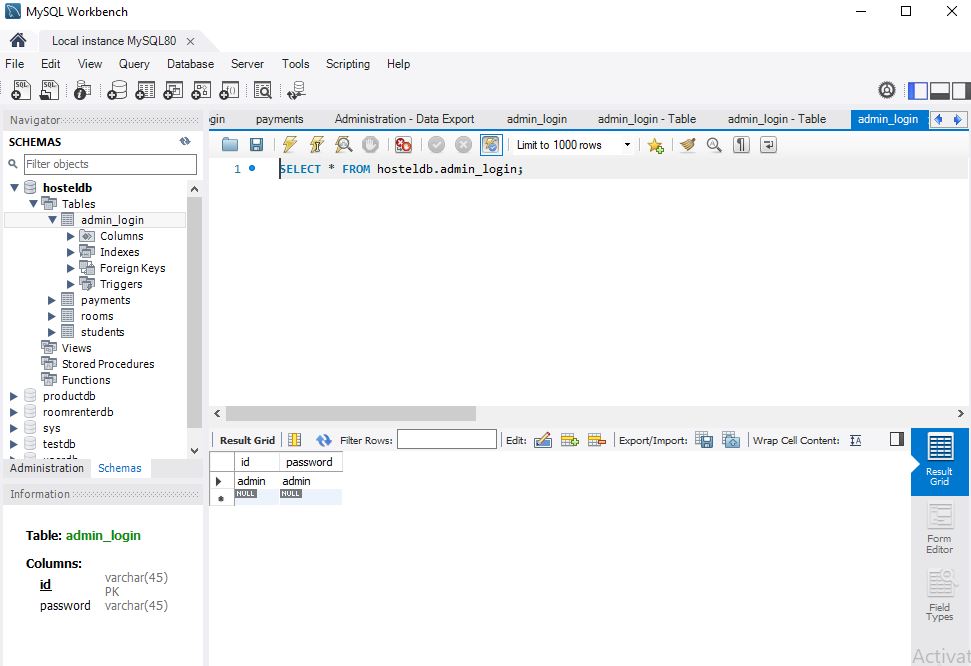 MySQL Workbench
Local instance MySQL80
File Edit View Query Database Server Tools Scripting Help
Navigator
SCHEMAS
Filter objects
hosteldb
Tables
admin_login
Columns
Indexes
Foreign Keys
Triggers
payments
rooms
students
Views
Stored Procedures
Functions
productdb
roomrenterdb
sys
testdb
Administration Schemas
Information
Table: admin_login
Columns:
id varchar(45)
PK
password varchar(45)
gin payments Administration - Data Export admin_login admin_login - Table admin_login - Table admin_login
Limit to 1000 rows
1 SELECT * FROM hosteldb.admin_login;
Result Grid Filter Rows: Edit: Export/Import: Wrap Cell Content:
id password
admin admin
NULL NULL
Result
Grid
Form
Editor
Field
Types
Activat